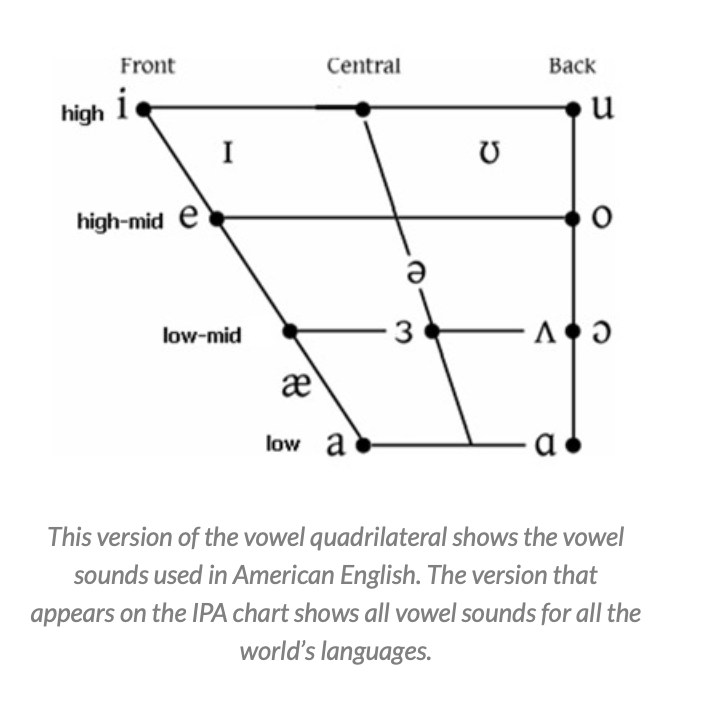 Front Central Back
high i u
ɪ ʊ
high-mid e o
ə
low-mid ɜ ʌ ɔ
æ
low a ɑ
This version of the vowel quadrilateral shows the vowel
sounds used in American English. The version that
appears on the IPA chart shows all vowel sounds for all the
world’s languages.